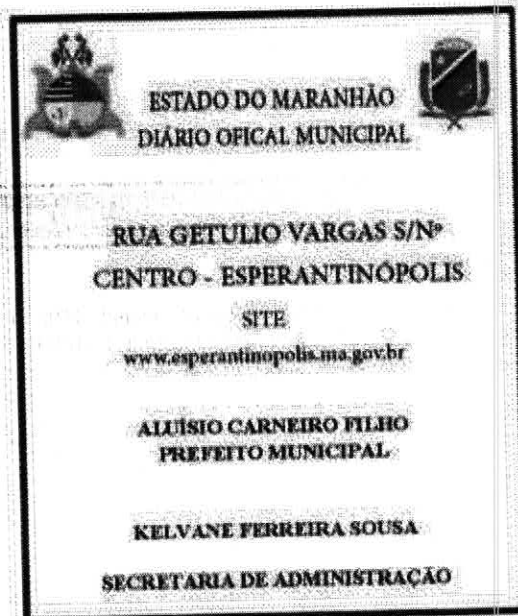 ESTADO DO MARANHÃO
DIÁRIO OFICAL MUNICIPAL
RUA GETULIO VARGAS S/Nº
CENTRO - ESPERANTINÓPOLIS
SITE
www.esperantinopolis.ma.gov.br
ALUÍSIO CARNEIRO FILHO
PREFEITO MUNICIPAL
KELVANE FERREIRA SOUSA
SECRETARIA DE ADMINISTRAÇÃO